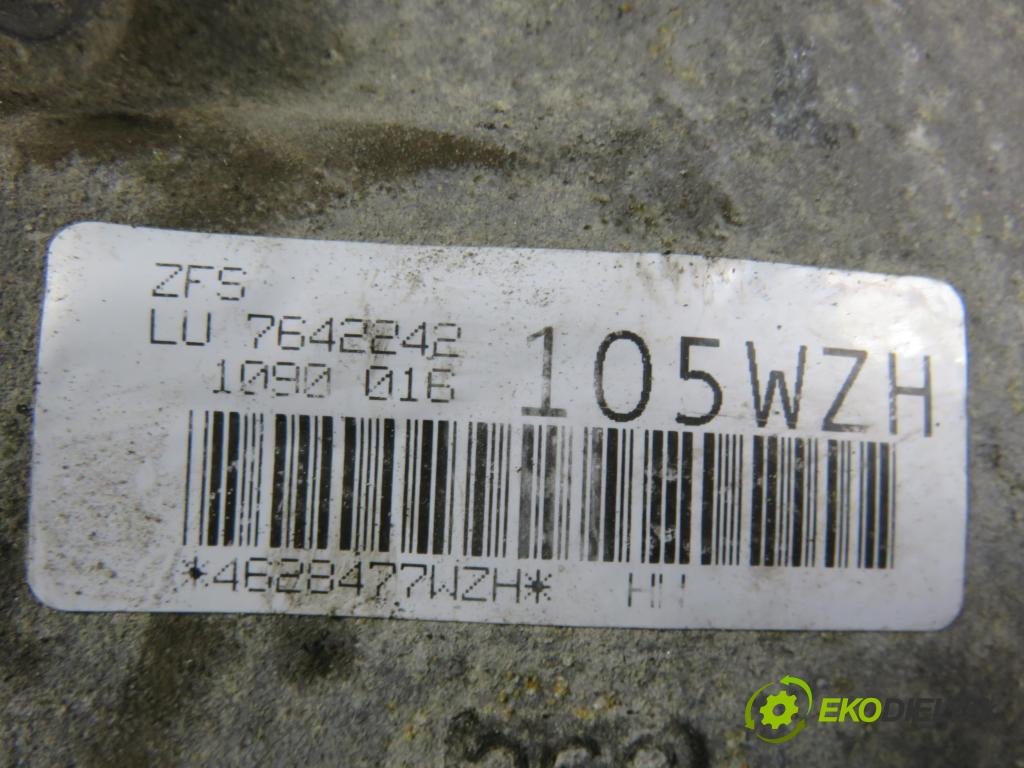 ZFS
LU 7642242
1090 016
105WZH
*4628477WZH* HH
EKODIELY